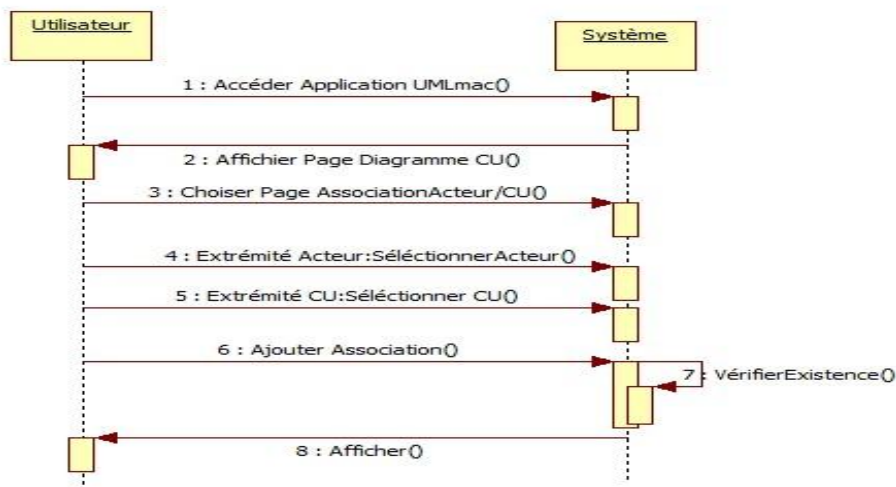 Utilisateur
Système
1 : Accéder Application UMLmac()
2 : Affichier Page Diagramme CU()
3 : Choiser Page AssociationActeur/CU()
4 : Extrémité Acteur:SéléctionnerActeur()
5 : Extrémité CU:Séléctionner CU()
6 : Ajouter Association()
7 : VérifierExistence()
8 : Afficher()